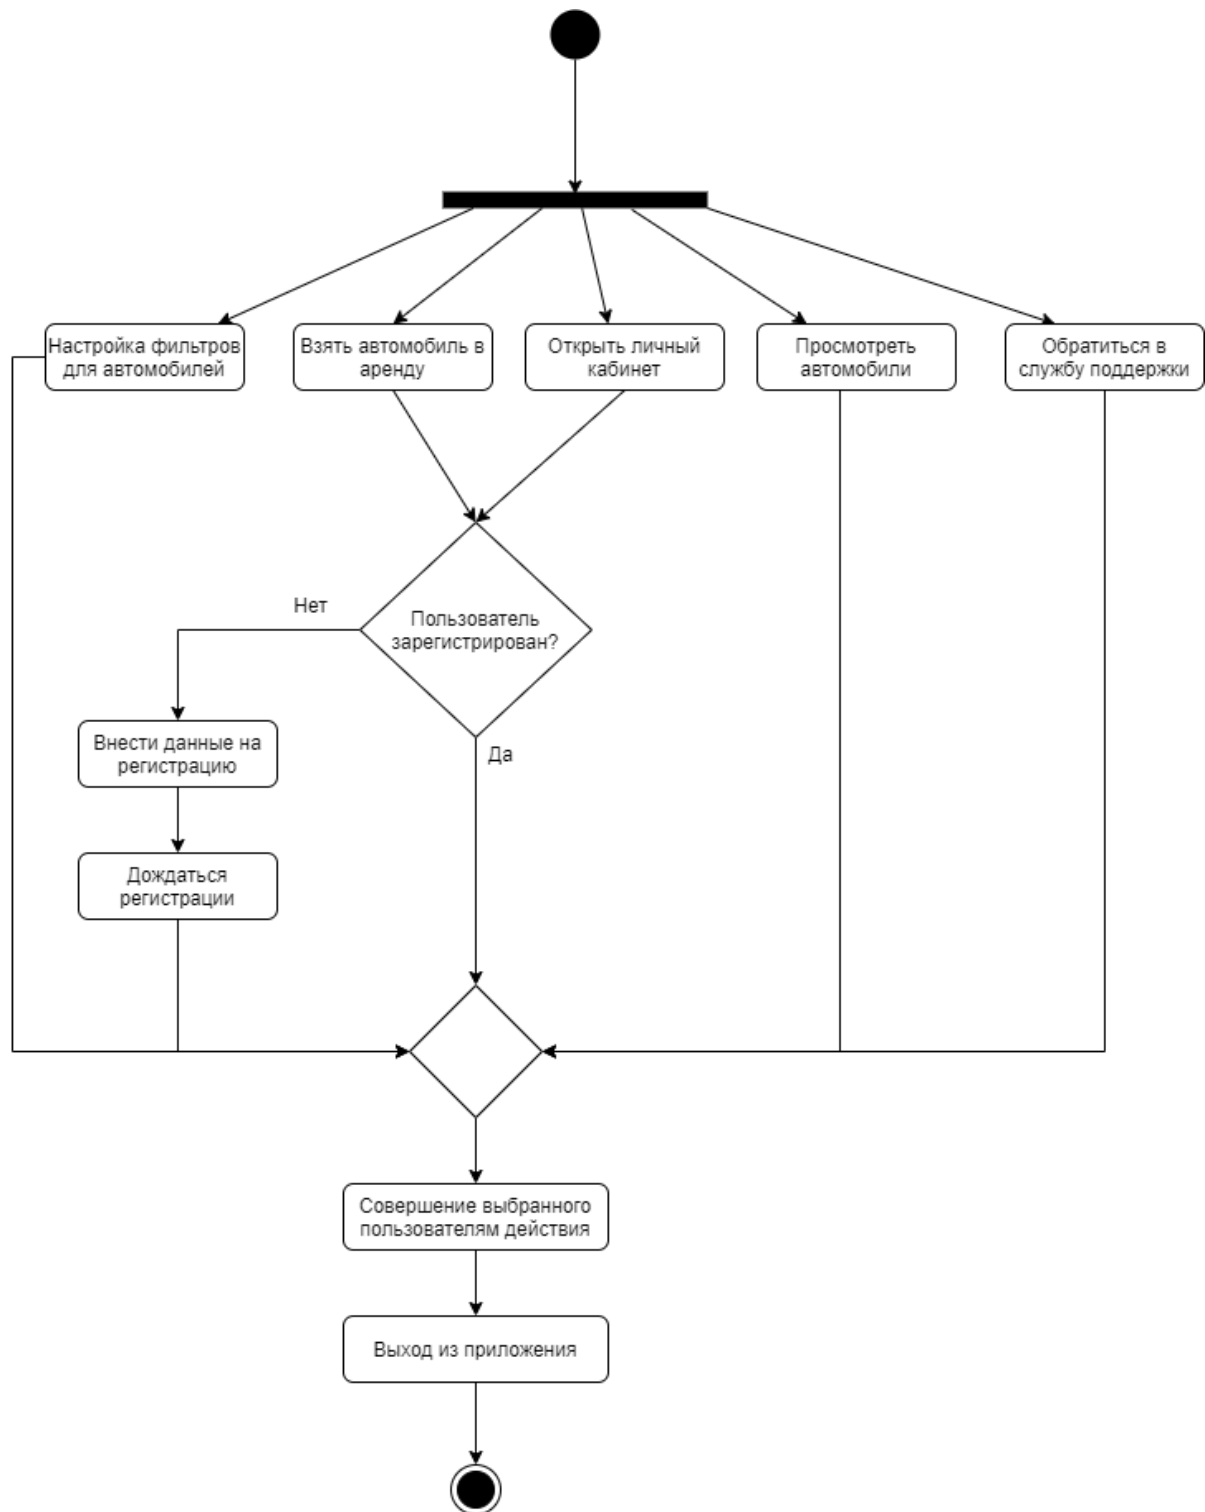 Настройка фильтров
для автомобилей
Взять автомобиль в
аренду
Открыть личный
кабинет
Просмотреть
автомобили
Обратиться в
службу поддержки
Пользователь
зарегистрирован?
Нет
Да
Внести данные на
регистрацию
Дождаться
регистрации
Совершение выбранного
пользователям действия
Выход из приложения